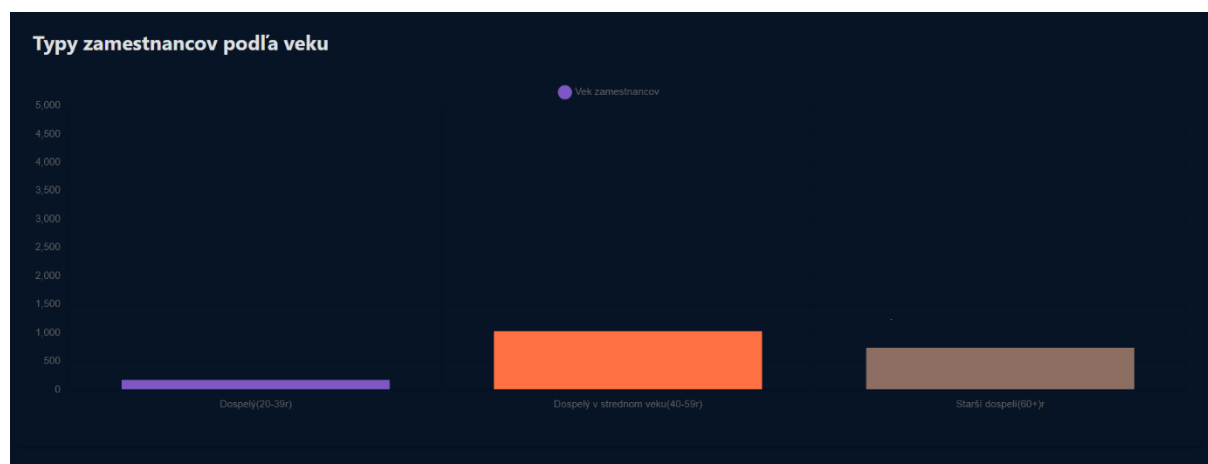 Typy zamestnancov podľa veku
Vek zamestnancov
5,000
4,500
4,000
3,500
3,000
2,500
2,000
1,500
1,000
500
0
Dospelý(20-39r)
Dospelý v strednom veku(40-59r)
Starší dospelí(60+)r